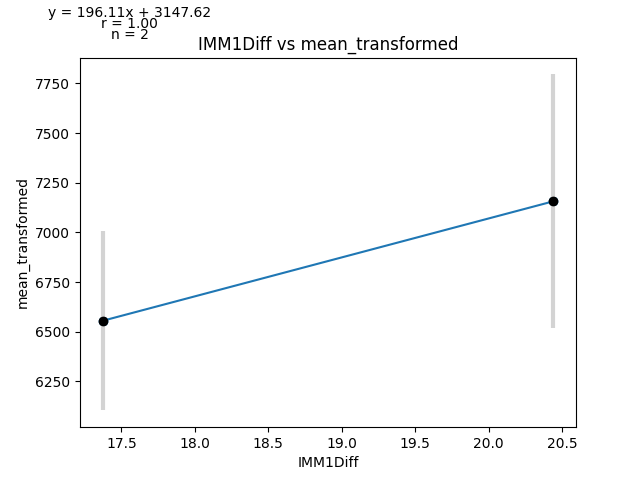 y = 196.11x + 3147.62
r = 1.00
n = 2
IMM1Diff vs mean_transformed
7750
7500
7250
7000
6750
6500
6250
mean_transformed
17.5 18.0 18.5 19.0 19.5 20.0 20.5
IMM1Diff